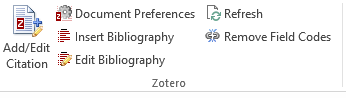 Add/Edit
Citation
Document Preferences
Insert Bibliography
Edit Bibliography
Refresh
Remove Field Codes
Zotero